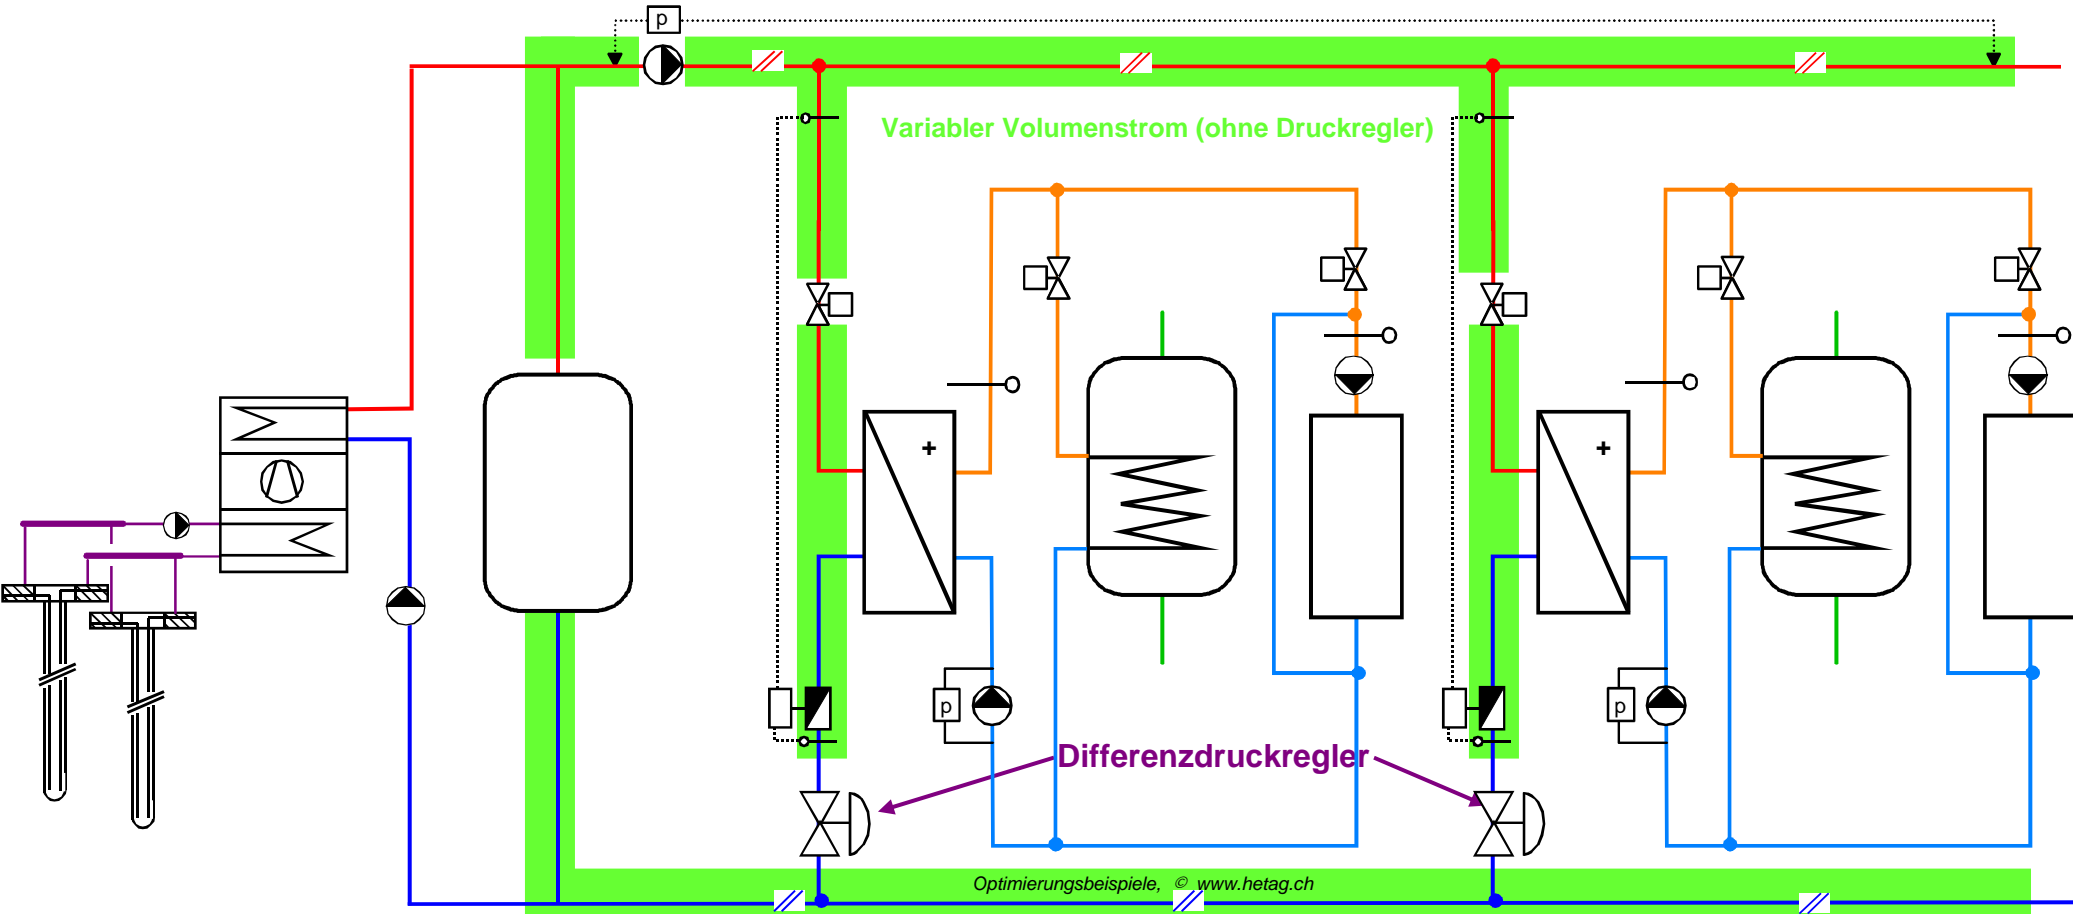 p
Variabler Volumenstrom (ohne Druckregler)
+
+
p
p
Differenzdruckregler
Optimierungsbeispiele, © www.hetag.ch